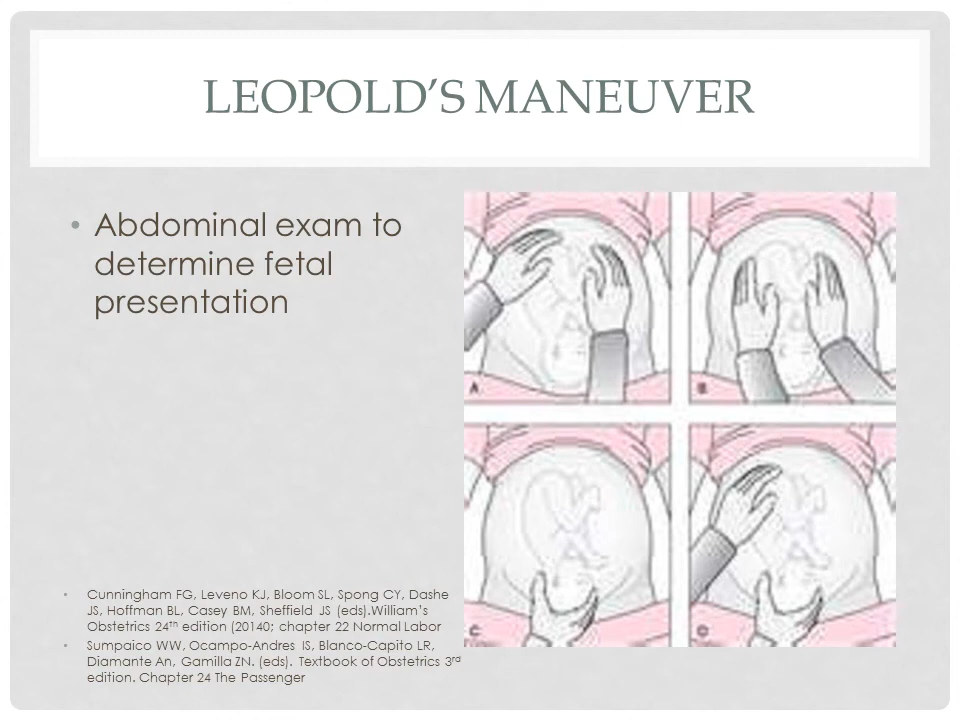 LEOPOLD’S MANEUVER
• Abdominal exam to
determine fetal
presentation
A
B
C
• Cunningham FG, Leveno KJ, Bloom SL, Spong CY, Dashe
JS, Hoffman BL, Casey BM, Sheffield JS (eds).William’s
Obstetrics 24th edition (20140; chapter 22 Normal Labor
• Sumpaico WW, Ocampo-Andres IS, Blanco-Capito LR,
Diamante An, Gamilla ZN. (eds). Textbook of Obstetrics 3rd
edition. Chapter 24 The Passenger